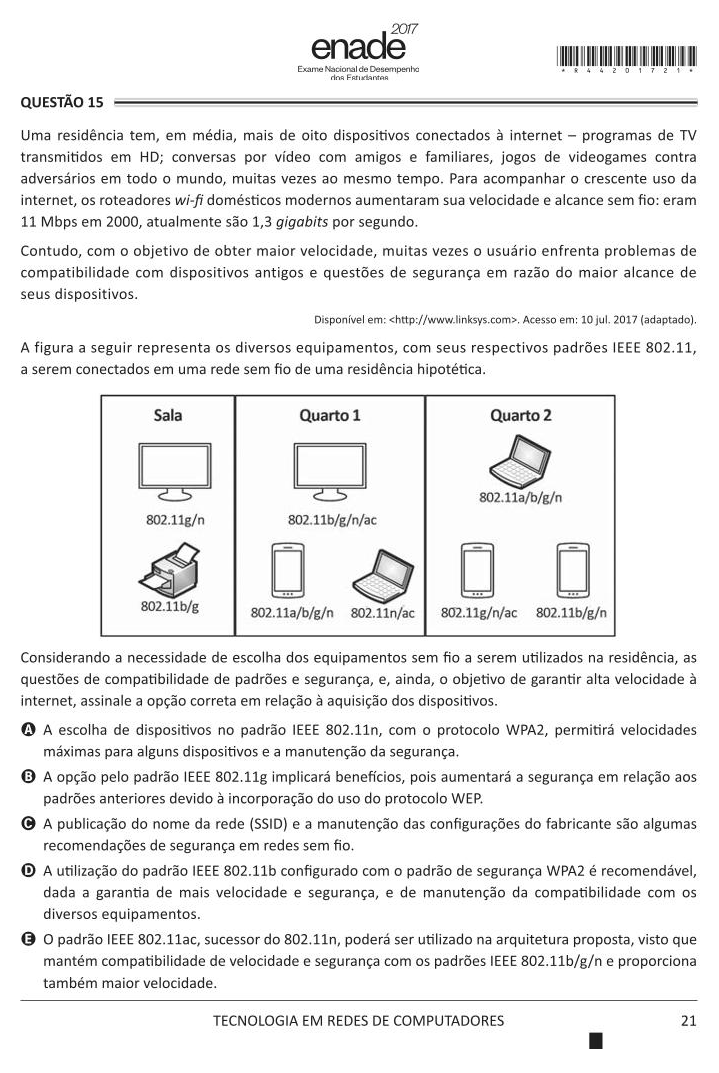 2017
enade
Exame Nacional de Desempenho
dos Estudantes
* R 4 4 2 0 1 7 2 1 *
QUESTÃO 15
Uma residência tem, em média, mais de oito dispositivos conectados à internet – programas de TV
transmitidos em HD; conversas por vídeo com amigos e familiares, jogos de videogames contra
adversários em todo o mundo, muitas vezes ao mesmo tempo. Para acompanhar o crescente uso da
internet, os roteadores wi-fi domésticos modernos aumentaram sua velocidade e alcance sem fio: eram
11 Mbps em 2000, atualmente são 1,3 gigabits por segundo.
Contudo, com o objetivo de obter maior velocidade, muitas vezes o usuário enfrenta problemas de
compatibilidade com dispositivos antigos e questões de segurança em razão do maior alcance de
seus dispositivos.
Disponível em: <http://www.linksys.com>. Acesso em: 10 jul. 2017 (adaptado).
A figura a seguir representa os diversos equipamentos, com seus respectivos padrões IEEE 802.11,
a serem conectados em uma rede sem fio de uma residência hipotética.
Sala
802.11g/n
802.11b/g
Quarto 1
802.11b/g/n/ac
802.11a/b/g/n
802.11n/ac
Quarto 2
802.11a/b/g/n
802.11g/n/ac
802.11b/g/n
Considerando a necessidade de escolha dos equipamentos sem fio a serem utilizados na residência, as
questões de compatibilidade de padrões e segurança, e, ainda, o objetivo de garantir alta velocidade à
internet, assinale a opção correta em relação à aquisição dos dispositivos.
A A escolha de dispositivos no padrão IEEE 802.11n, com o protocolo WPA2, permitirá velocidades
máximas para alguns dispositivos e a manutenção da segurança.
B A opção pelo padrão IEEE 802.11g implicará benefícios, pois aumentará a segurança em relação aos
padrões anteriores devido à incorporação do uso do protocolo WEP.
C A publicação do nome da rede (SSID) e a manutenção das configurações do fabricante são algumas
recomendações de segurança em redes sem fio.
D A utilização do padrão IEEE 802.11b configurado com o padrão de segurança WPA2 é recomendável,
dada a garantia de mais velocidade e segurança, e de manutenção da compatibilidade com os
diversos equipamentos.
E O padrão IEEE 802.11ac, sucessor do 802.11n, poderá ser utilizado na arquitetura proposta, visto que
mantém compatibilidade de velocidade e segurança com os padrões IEEE 802.11b/g/n e proporciona
também maior velocidade.
TECNOLOGIA EM REDES DE COMPUTADORES
21